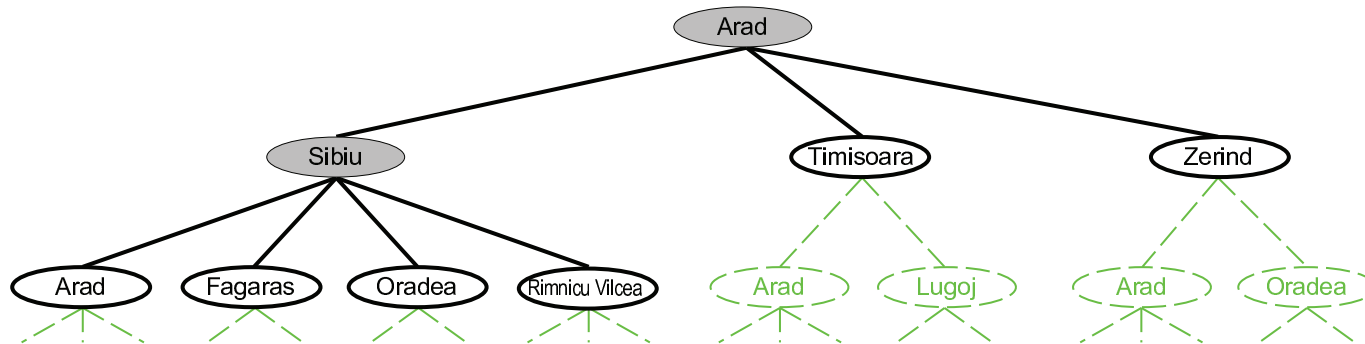 Arad
Sibiu
Timisoara
Zerind
Arad
Fagaras
Oradea
Rimnicu Vilcea
Arad
Lugoj
Arad
Oradea